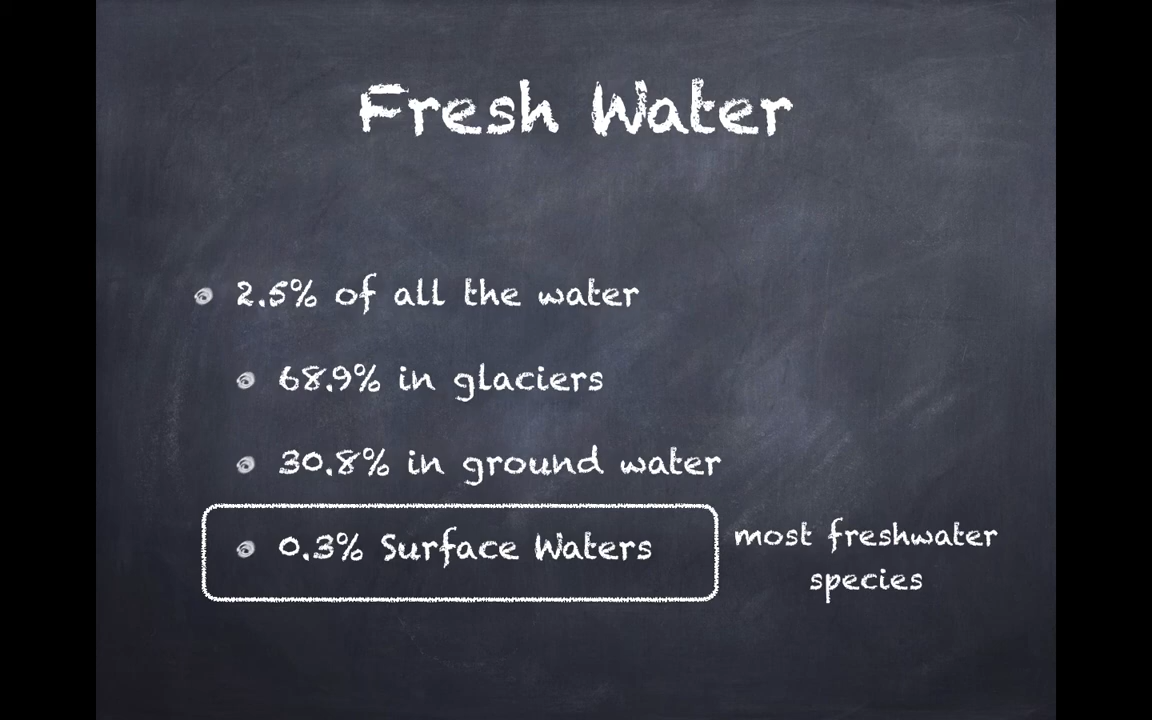 Fresh Water
2.5% of all the water
68.9% in glaciers
30.8% in ground water
0.3% Surface Waters
most freshwater
species